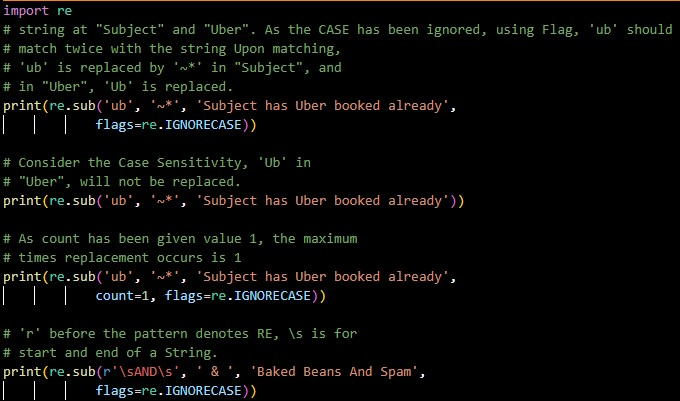 import re
# string at "Subject" and "Uber". As the CASE has been ignored, using Flag, 'ub' should
# match twice with the string Upon matching,
# 'ub' is replaced by '~*' in "Subject", and
# in "Uber", 'Ub' is replaced.
print(re.sub('ub', '~*', 'Subject has Uber booked already',
flags=re.IGNORECASE))
# Consider the Case Sensitivity, 'Ub' in
# "Uber", will not be replaced.
print(re.sub('ub', '~*', 'Subject has Uber booked already'))
# As count has been given value 1, the maximum
# times replacement occurs is 1
print(re.sub('ub', '~*', 'Subject has Uber booked already',
count=1, flags=re.IGNORECASE))
# 'r' before the pattern denotes RE, \s is for
# start and end of a String.
print(re.sub(r'\sAND\s', ' & ', 'Baked Beans And Spam',
flags=re.IGNORECASE))